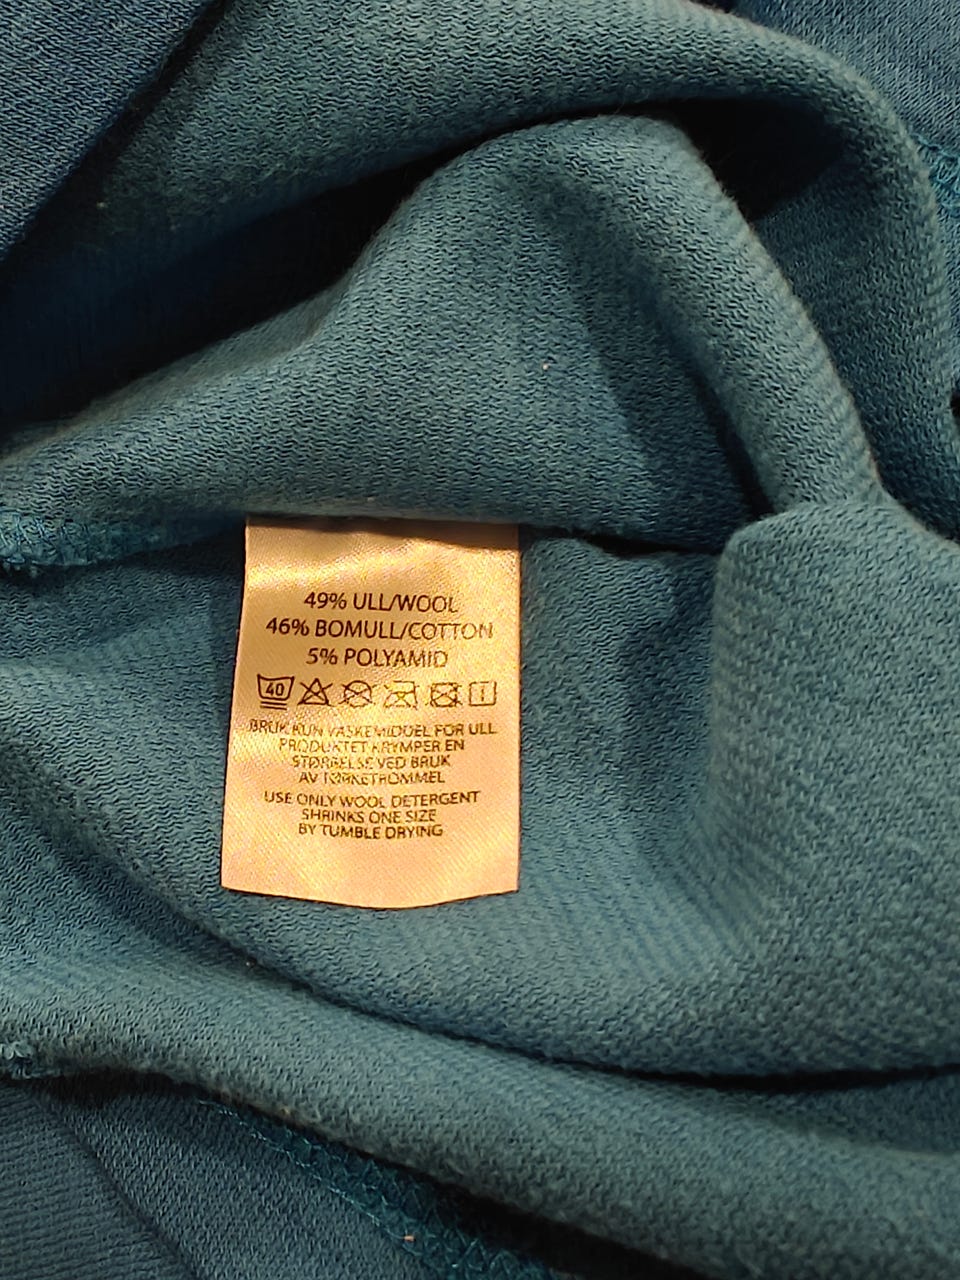 49% ULL/WOOL
46% BOMULL/COTTON
5% POLYAMID
40
BRUK KUN VASKEMIDDEL FOR ULL
PRODUKTET KRYMPER EN
STØRRELSE VED BRUK
AV TØRKETROMMEL
USE ONLY WOOL DETERGENT
SHRINKS ONE SIZE
BY TUMBLE DRYING